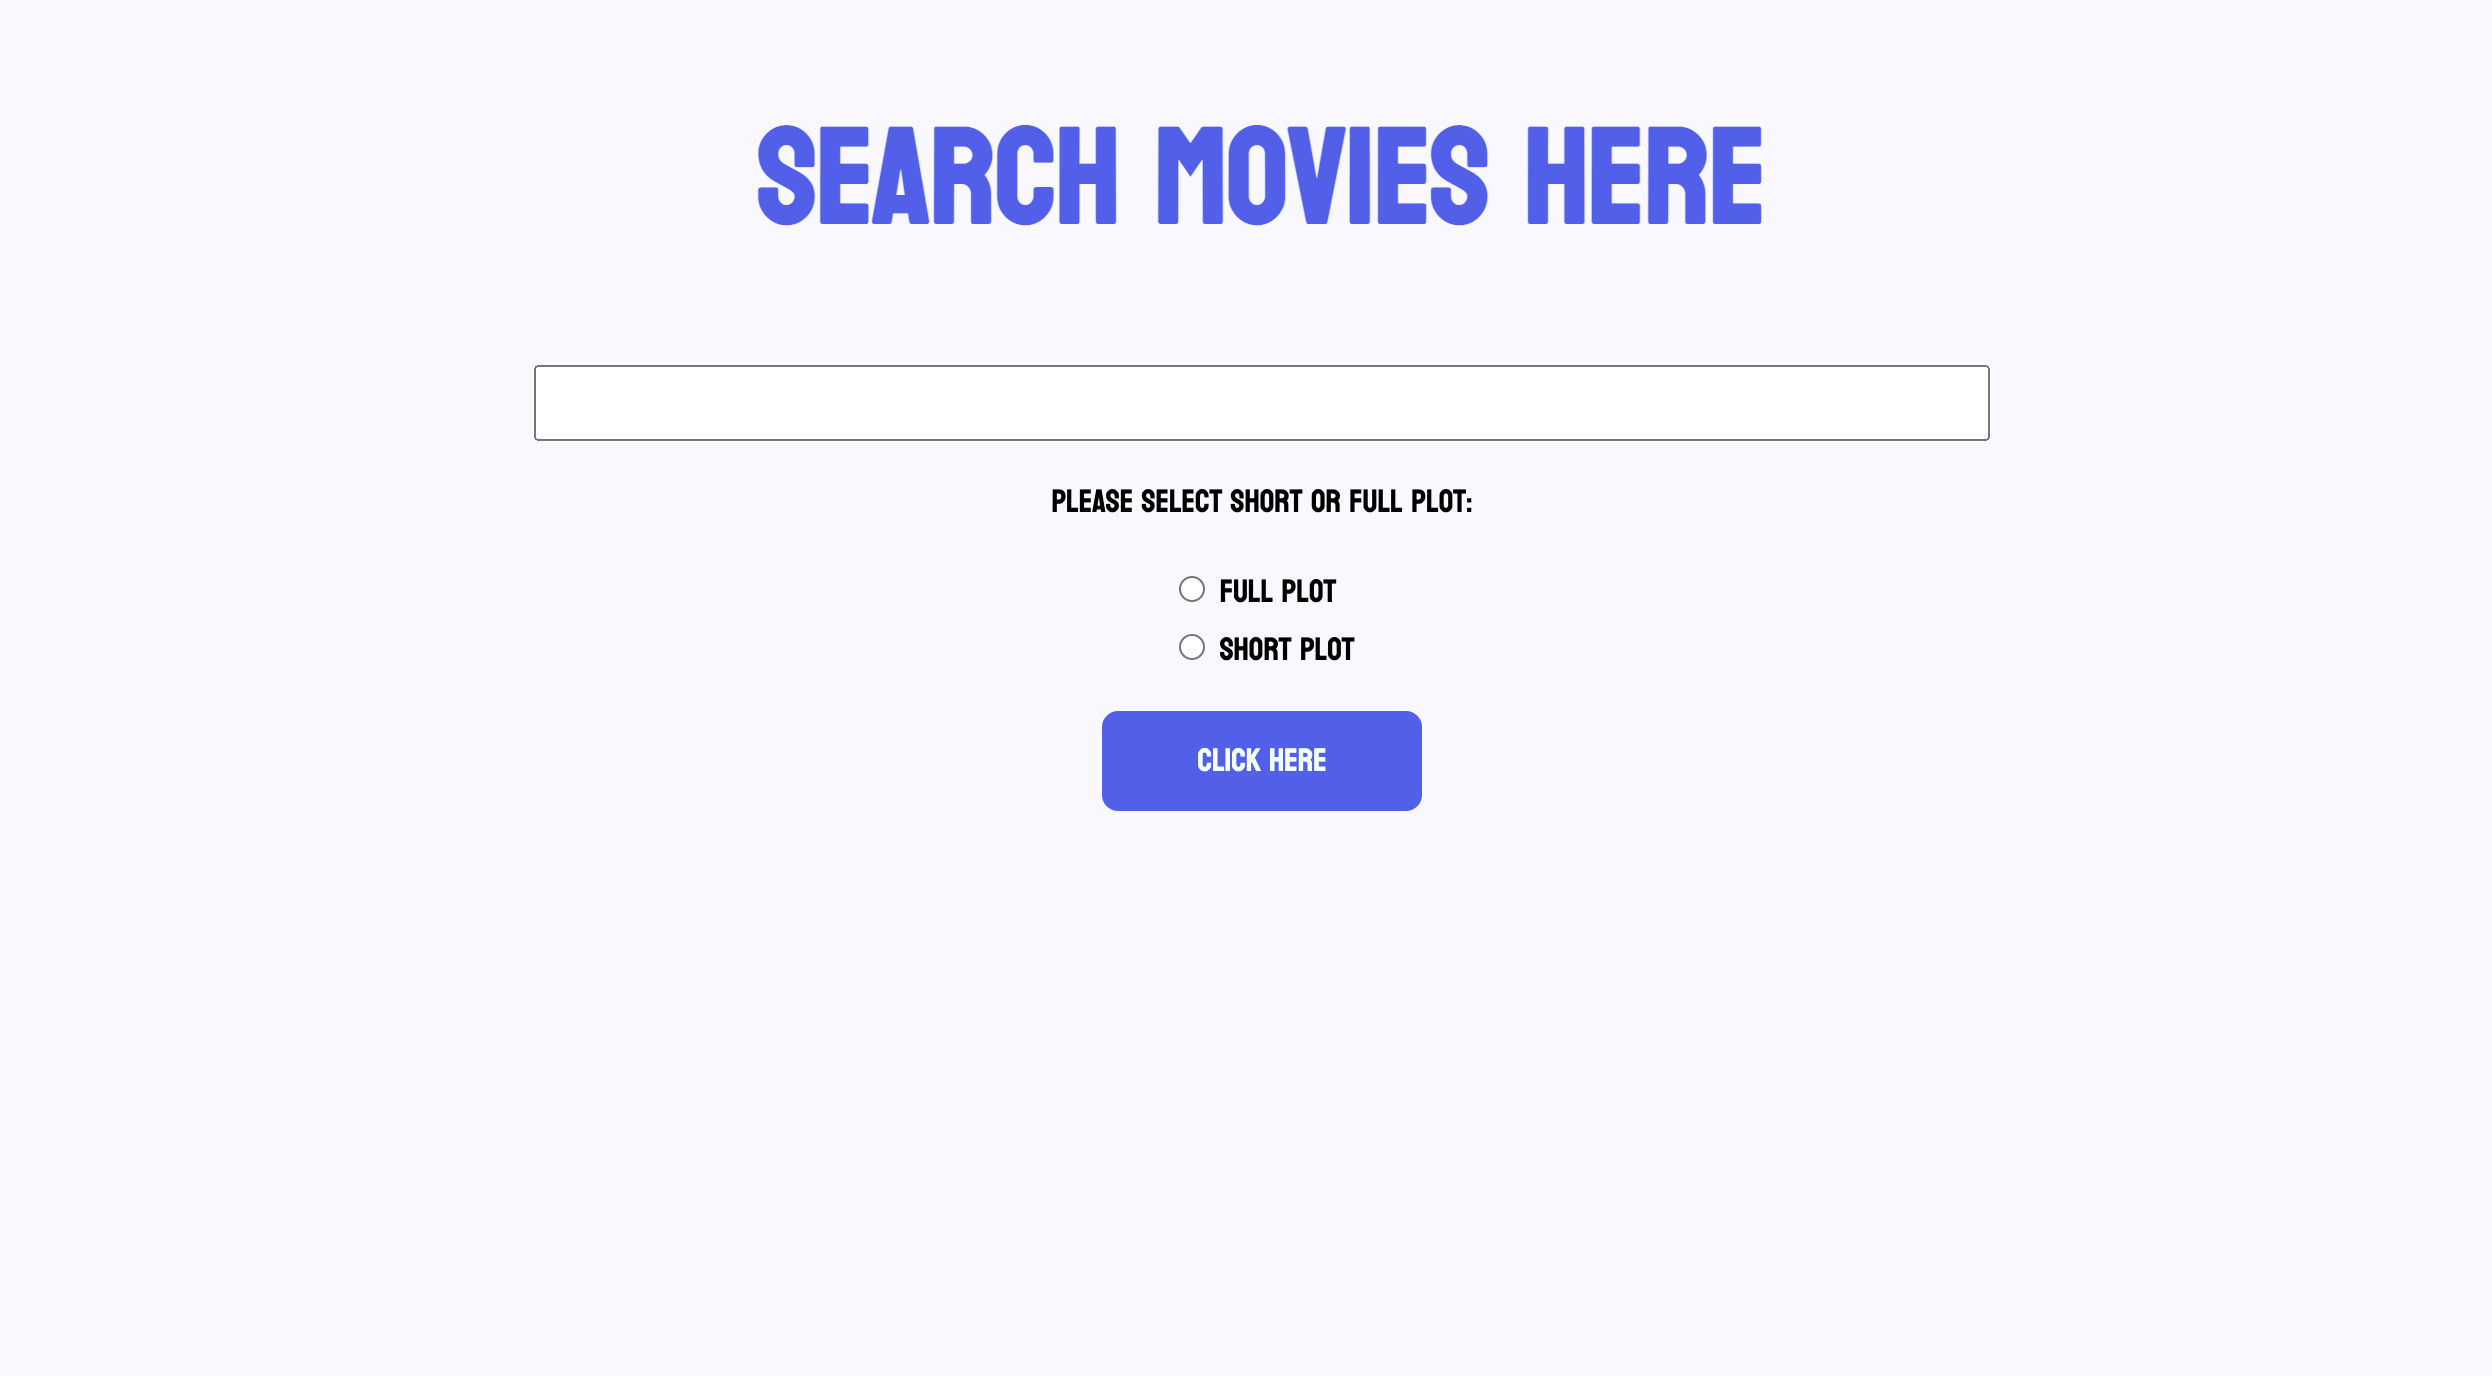 SEARCH MOVIES HERE
PLEASE SELECT SHORT OR FULL PLOT:
FULL PLOT
SHORT PLOT
CLICK HERE